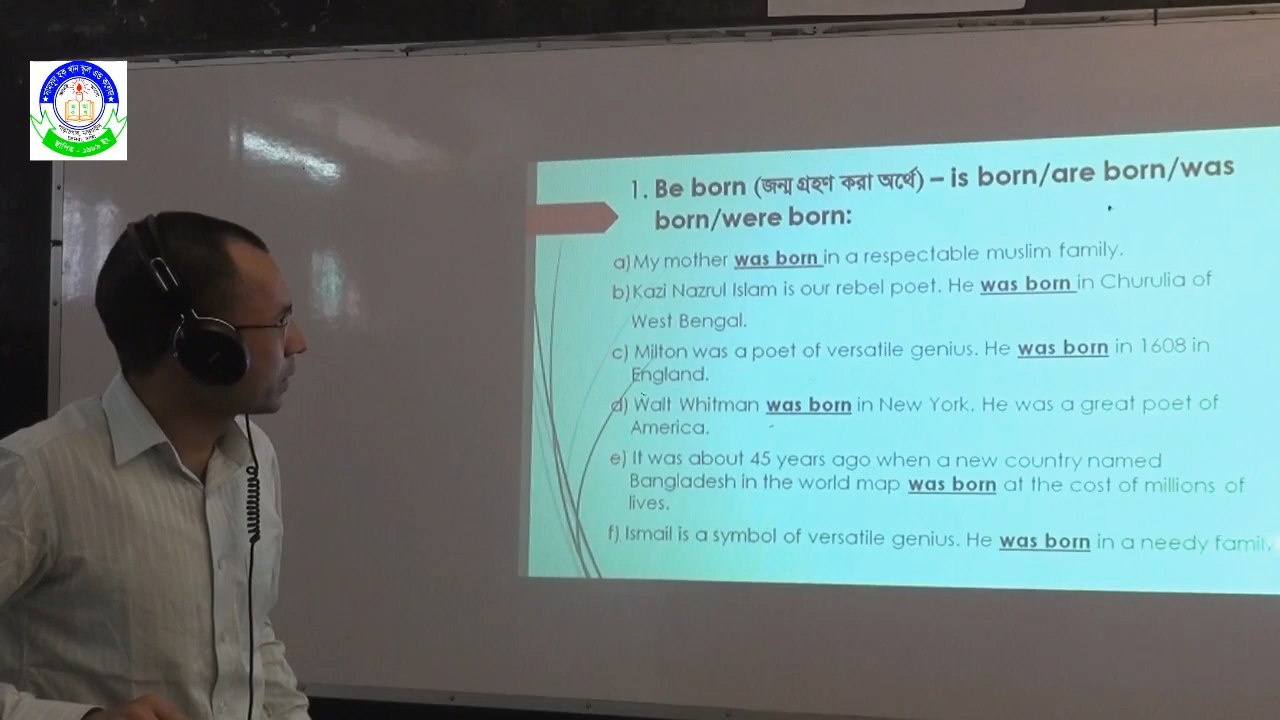 1. Be born (জন্ম গ্রহণ করা অর্থে) – is born/are born/was
born/were born:
a) My mother was born in a respectable muslim family.
b) Kazi Nazrul Islam is our rebel poet. He was born in Churulia of
West Bengal.
c) Milton was a poet of versatile genius. He was born in 1608 in
England.
d) Walt Whitman was born in New York. He was a great poet of
America.
e) It was about 45 years ago when a new country named
Bangladesh in the world map was born at the cost of millions of
lives.
f) Ismail is a symbol of versatile genius. He was born in a needy famil.
স্থাপিত - ১৯৮৯ ইং